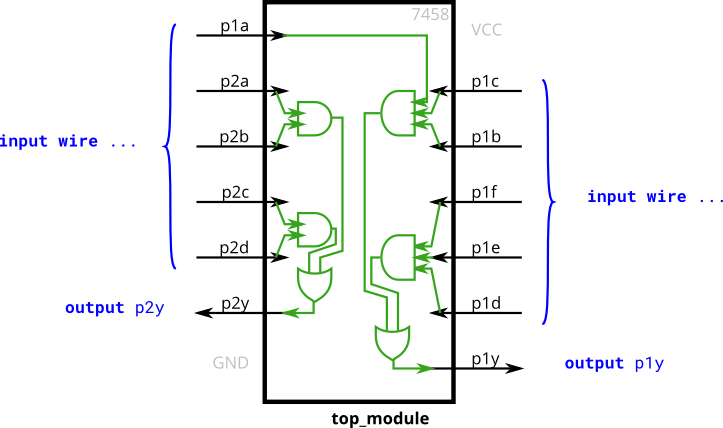 7458
p1a
VCC
p2a
p1c
input wire ...
p2b
p1b
p2c
p1f
input wire ...
p2d
p1e
output p2y
p2y
p1d
GND
p1y
output p1y
top_module